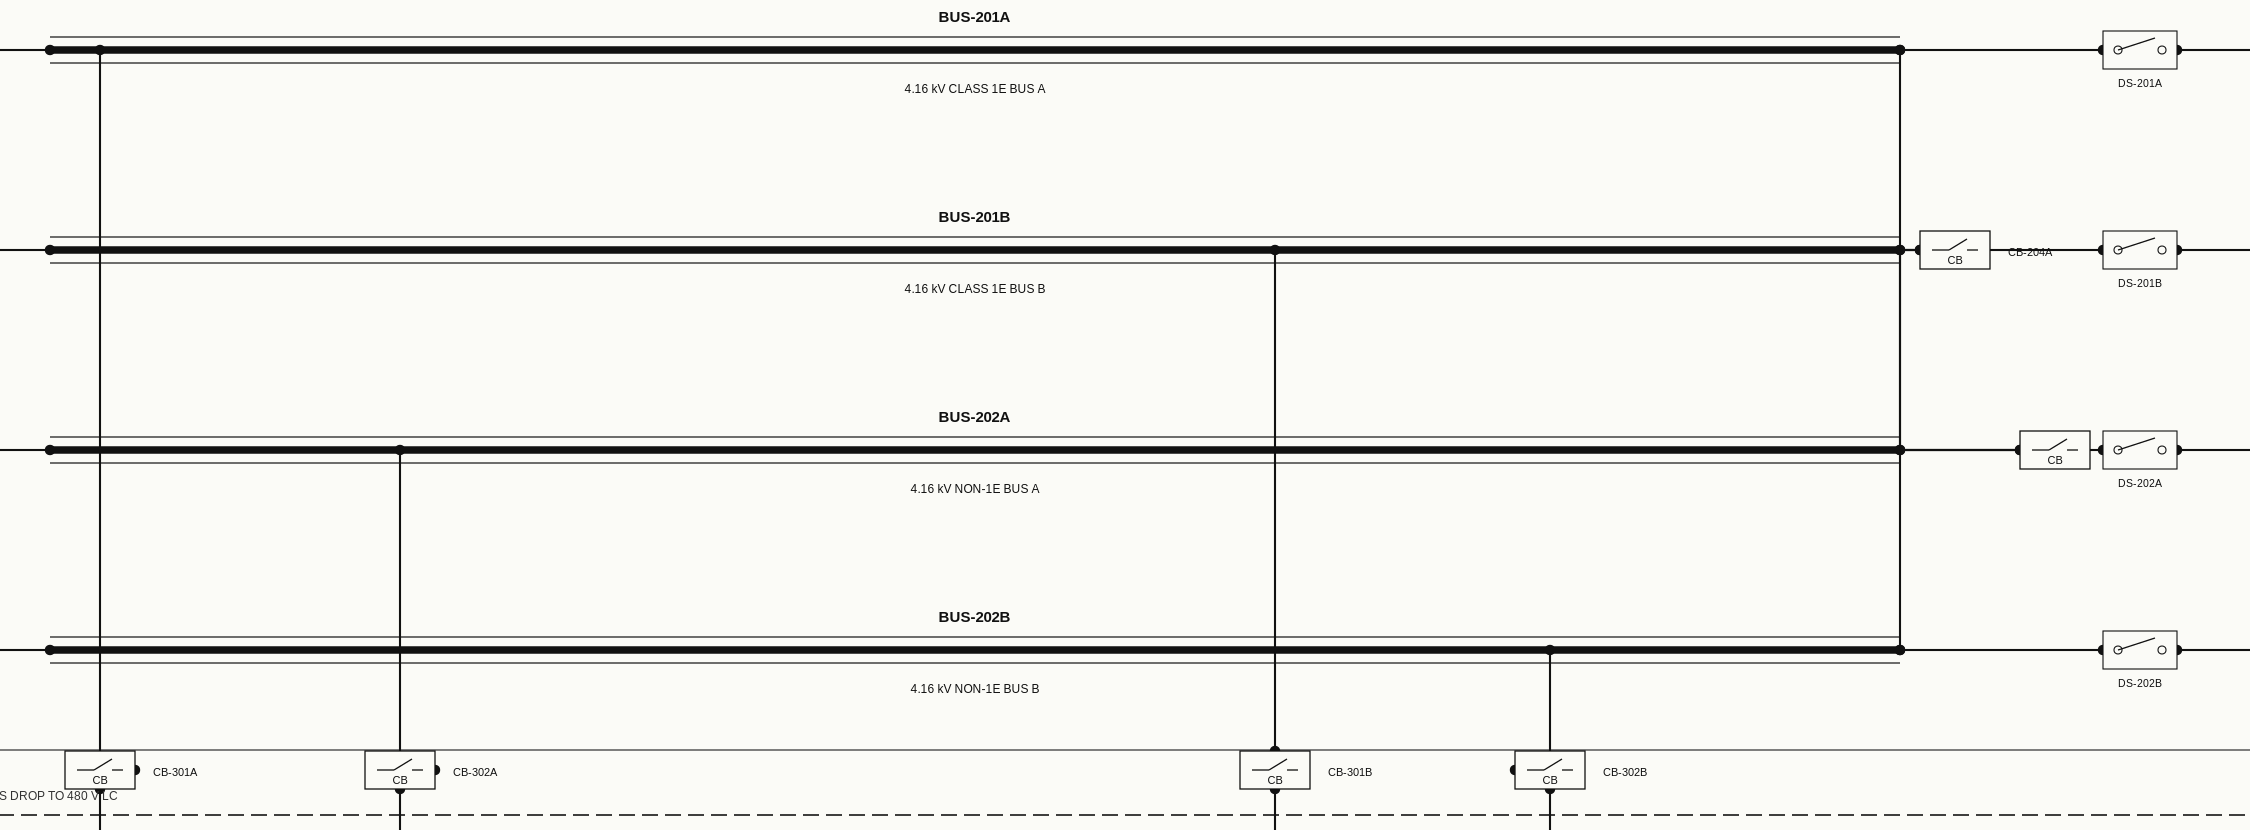 BUS-201A
4.16 kV CLASS 1E BUS A
DS-201A
BUS-201B
CB
CB-204A
4.16 kV CLASS 1E BUS B
DS-201B
BUS-202A
CB
4.16 kV NON-1E BUS A
DS-202A
BUS-202B
4.16 kV NON-1E BUS B
DS-202B
CB
CB-301A
CB
CB-302A
CB
CB-301B
CB
CB-302B
S DROP TO 480 V LC